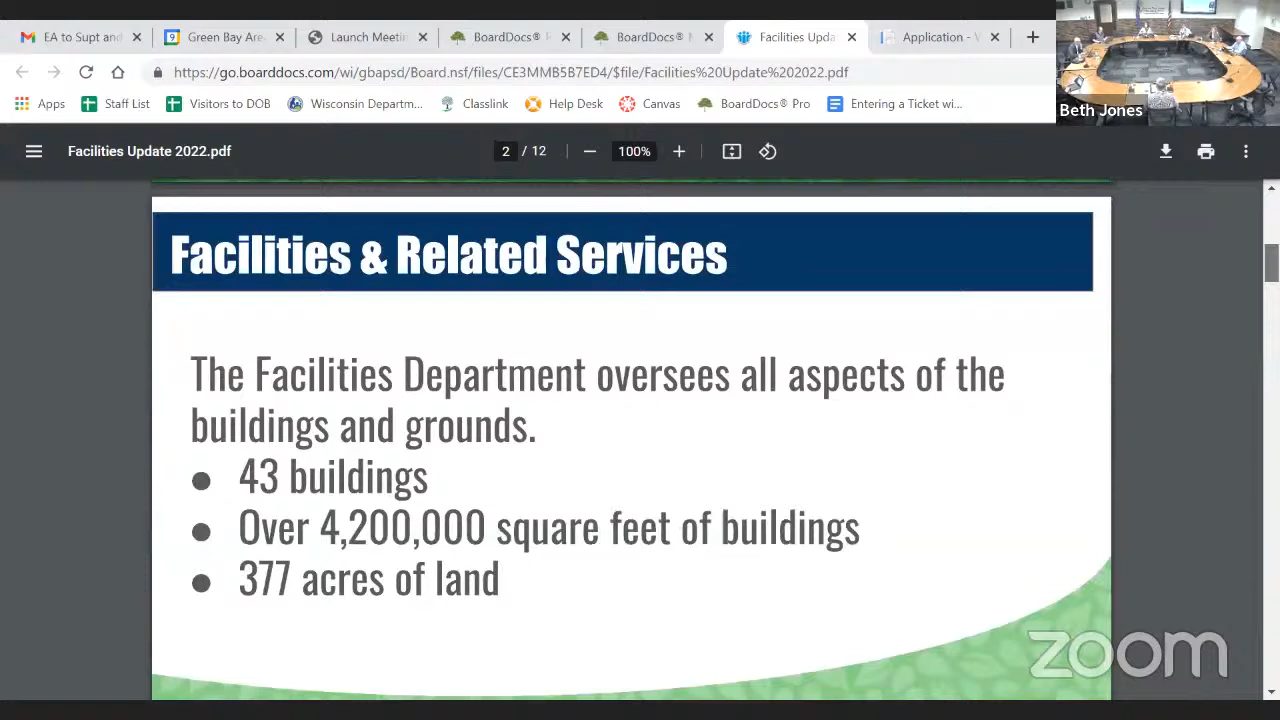 EA to Supt and
Green Bay Are
Launch Meeti
BoardDocs®
BoardDocs®
Facilities Upda
Application -
https://go.boarddocs.com/wi/gbapsd/Board.nsf/files/CE3MMB5B7ED4/$file/Facilities%20Update%202022.pdf
Apps
Staff List
Visitors to DOB
Wisconsin Departm...
Classlink
Help Desk
Canvas
BoardDocs® Pro
Entering a Ticket wi...
Beth Jones
Facilities Update 2022.pdf
2 / 12
100%
Facilities & Related Services
The Facilities Department oversees all aspects of the
buildings and grounds.
● 43 buildings
● Over 4,200,000 square feet of buildings
● 377 acres of land
zoom